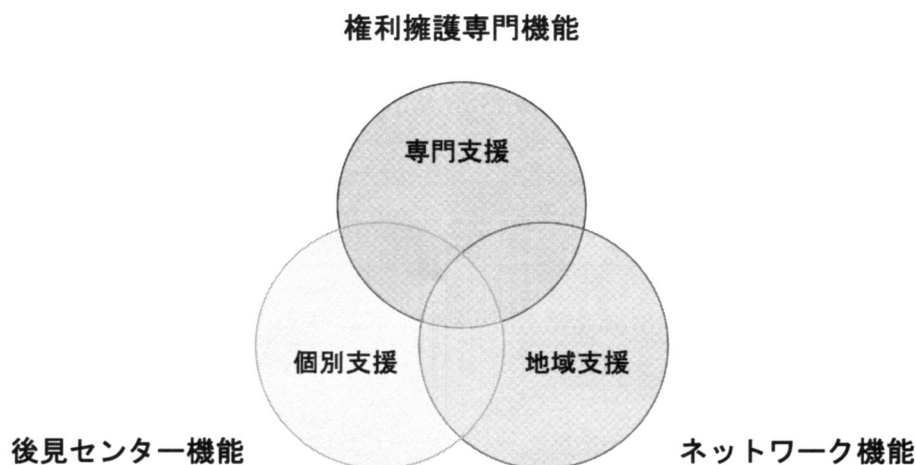 権利擁護専門機能
専門支援
個別支援
地域支援
後見センター機能
ネットワーク機能